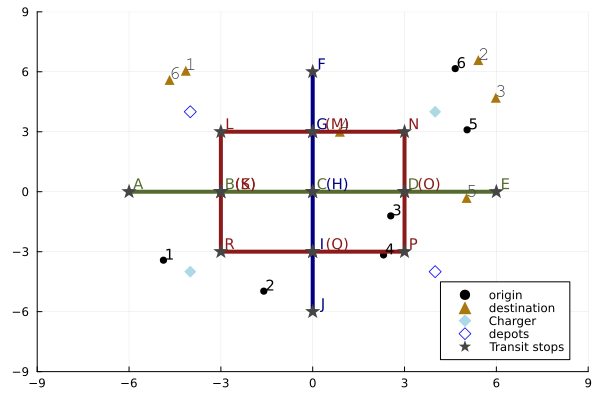 9
6
3
0
−3
−6
−9
−9
−6
−3
0
3
6
9
F
6 1
6
2
3
L
G(M)
N
5
A
C(H)
D(O)
E
5
3
R
I(Q)
P
4
1
2
J
origin
destination
Charger
depots
Transit stops